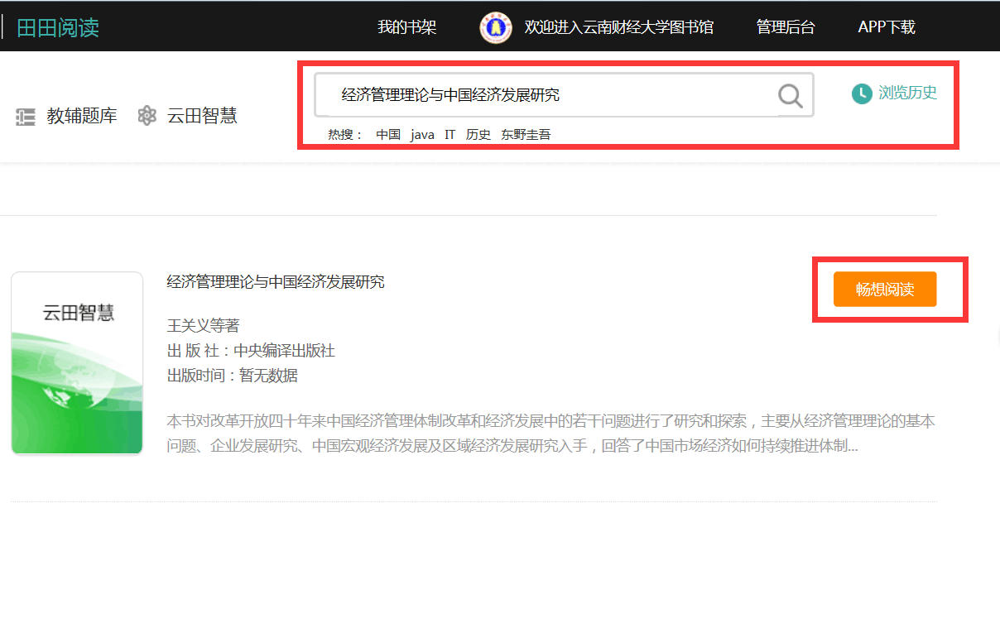 田田阅读 我的书架 欢迎进入云南财经大学图书馆 管理后台 APP下载
经济管理理论与中国经济发展研究 浏览历史
教辅题库 云田智慧
热搜： 中国 java IT 历史 东野圭吾
经济管理理论与中国经济发展研究
畅想阅读
云田智慧
王关义等著
出 版 社：中央编译出版社
出版时间：暂无数据
本书对改革开放四十年来中国经济管理体制改革和经济发展中的若干问题进行了研究和探索，主要从经济管理理论的基本
问题、企业发展研究、中国宏观经济发展及区域经济发展研究入手，回答了中国市场经济如何持续推进体制...